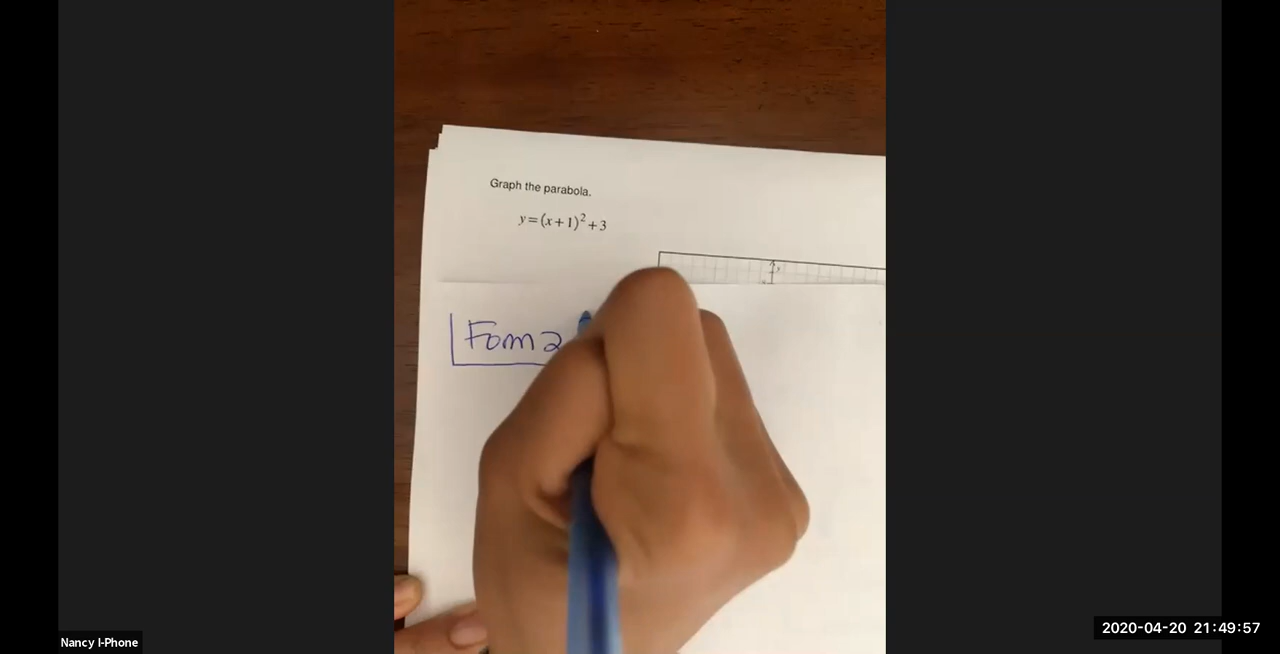 Graph the parabola.
y=(x+1)²+3
y
Form 2
Nancy I-Phone
2020-04-20 21:49:57